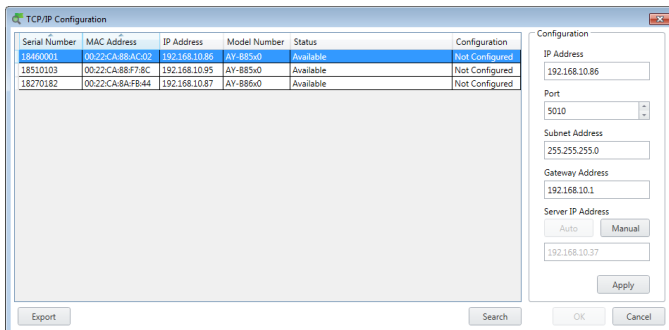 TCP/IP Configuration
Serial Number MAC Address IP Address Model Number Status Configuration
18460001 00:22:CA:88:AC:02 192.168.10.86 AY-B85x0 Available Not Configured
18510103 00:22:CA:88:F7:8C 192.168.10.95 AY-B85x0 Available Not Configured
18270182 00:22:CA:8A:FB:44 192.168.10.87 AY-B86x0 Available Not Configured
Configuration
IP Address
192.168.10.86
Port
5010
Subnet Address
255.255.255.0
Gateway Address
192.168.10.1
Server IP Address
Auto Manual
192.168.10.37
Apply
Export Search OK Cancel